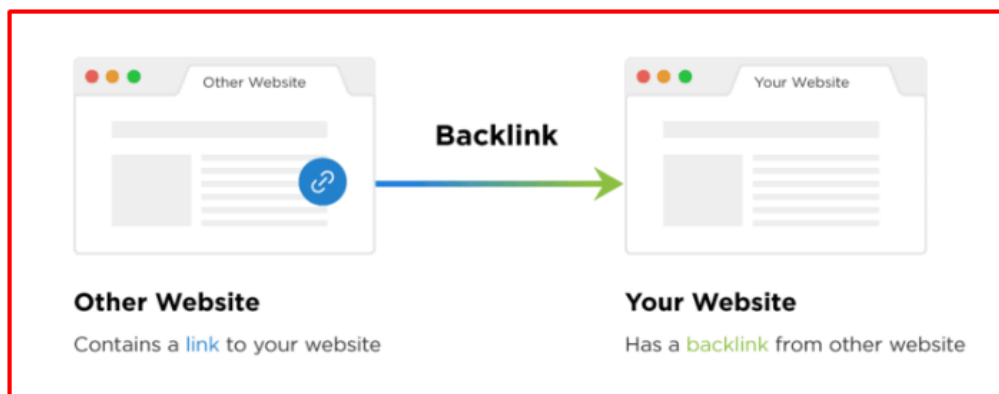 Other Website
Your Website
Backlink
Other Website
Contains a link to your website
Your Website
Has a backlink from other website